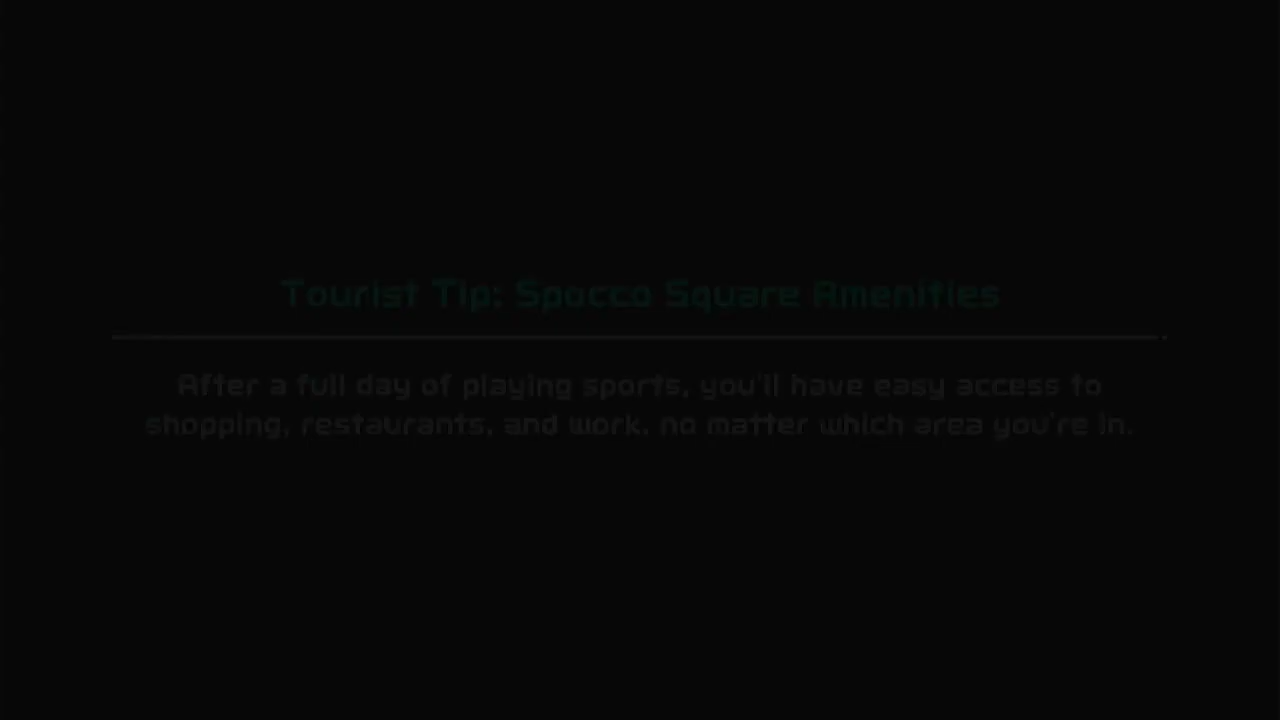 Tourist Tip: Spocco Square Amenities
After a full day of playing sports, you'll have easy access to
shopping, restaurants, and work, no matter which area you're in.